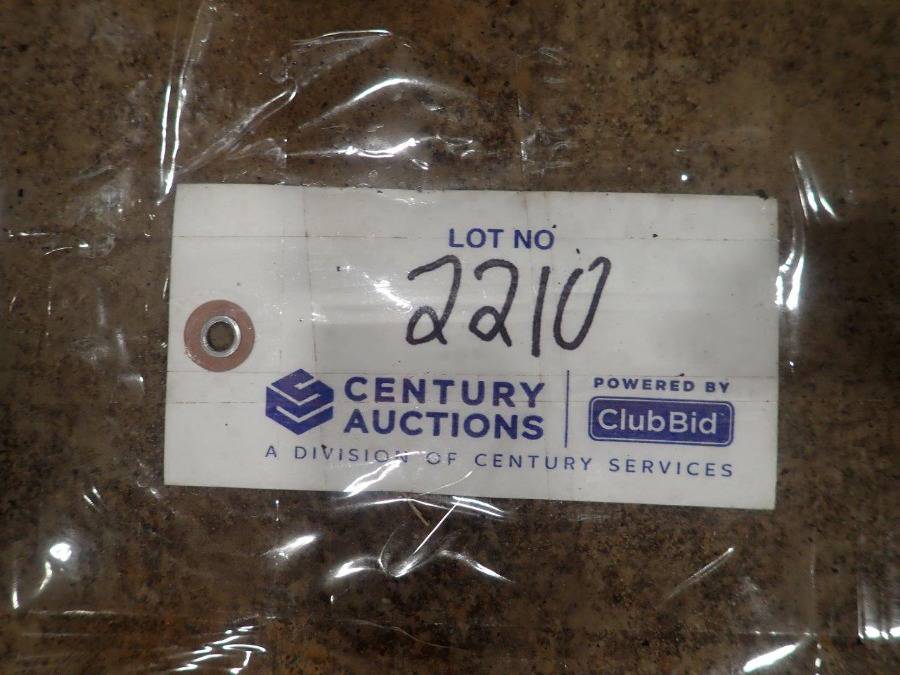 LOT NO
2210
CENTURY
AUCTIONS
POWERED BY
ClubBid
A DIVISION OF CENTURY SERVICES